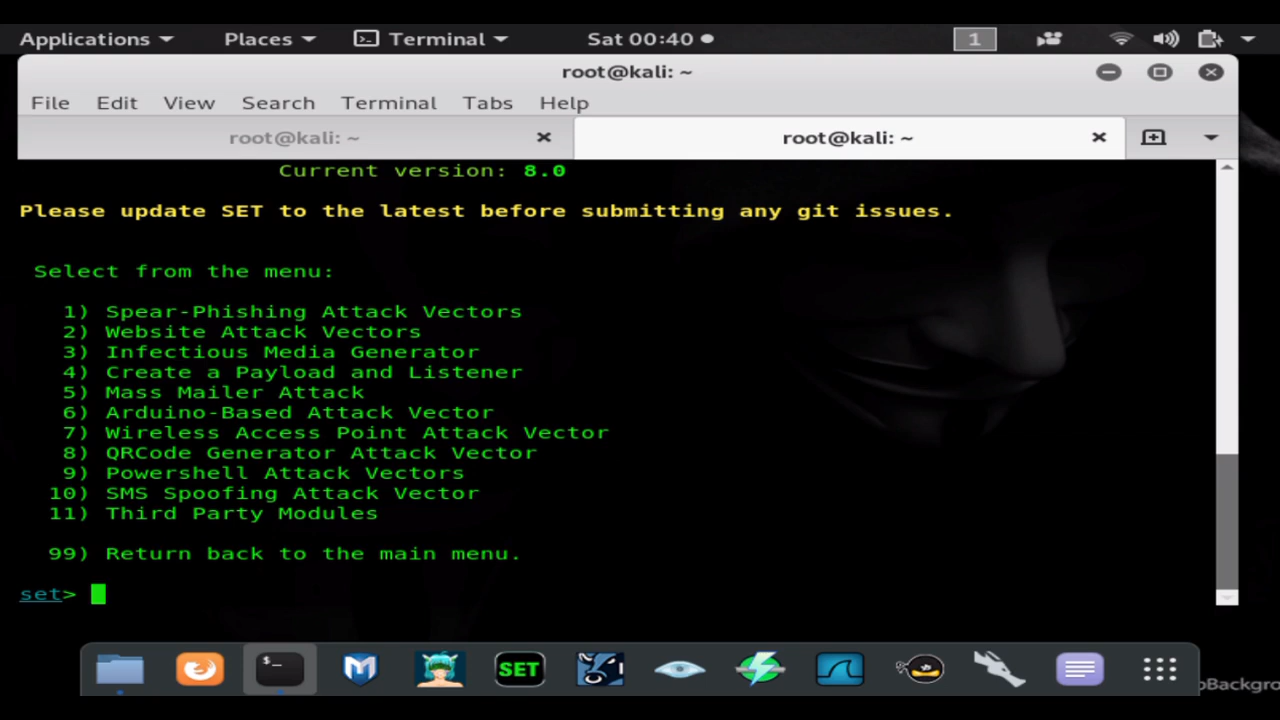 Applications Places Terminal Sat 00:40 1
root@kali: ~
File Edit View Search Terminal Tabs Help
root@kali: ~ root@kali: ~
Current version: 8.0
Please update SET to the latest before submitting any git issues.
Select from the menu:
1) Spear-Phishing Attack Vectors
2) Website Attack Vectors
3) Infectious Media Generator
4) Create a Payload and Listener
5) Mass Mailer Attack
6) Arduino-Based Attack Vector
7) Wireless Access Point Attack Vector
8) QRCode Generator Attack Vector
9) Powershell Attack Vectors
10) SMS Spoofing Attack Vector
11) Third Party Modules
99) Return back to the main menu.
set>
$_ SET